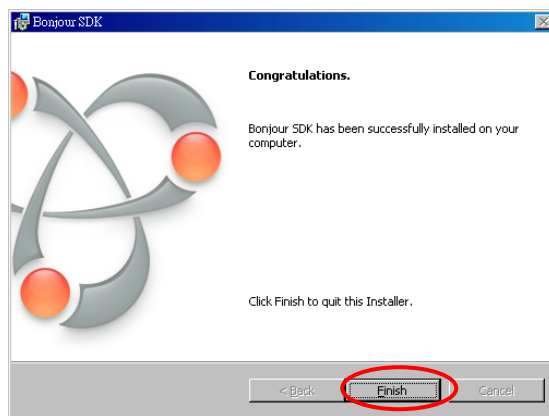 Bonjour SDK
Congratulations.
Bonjour SDK has been successfully installed on your
computer.
Click Finish to quit this Installer.
< Back
Finish
Cancel